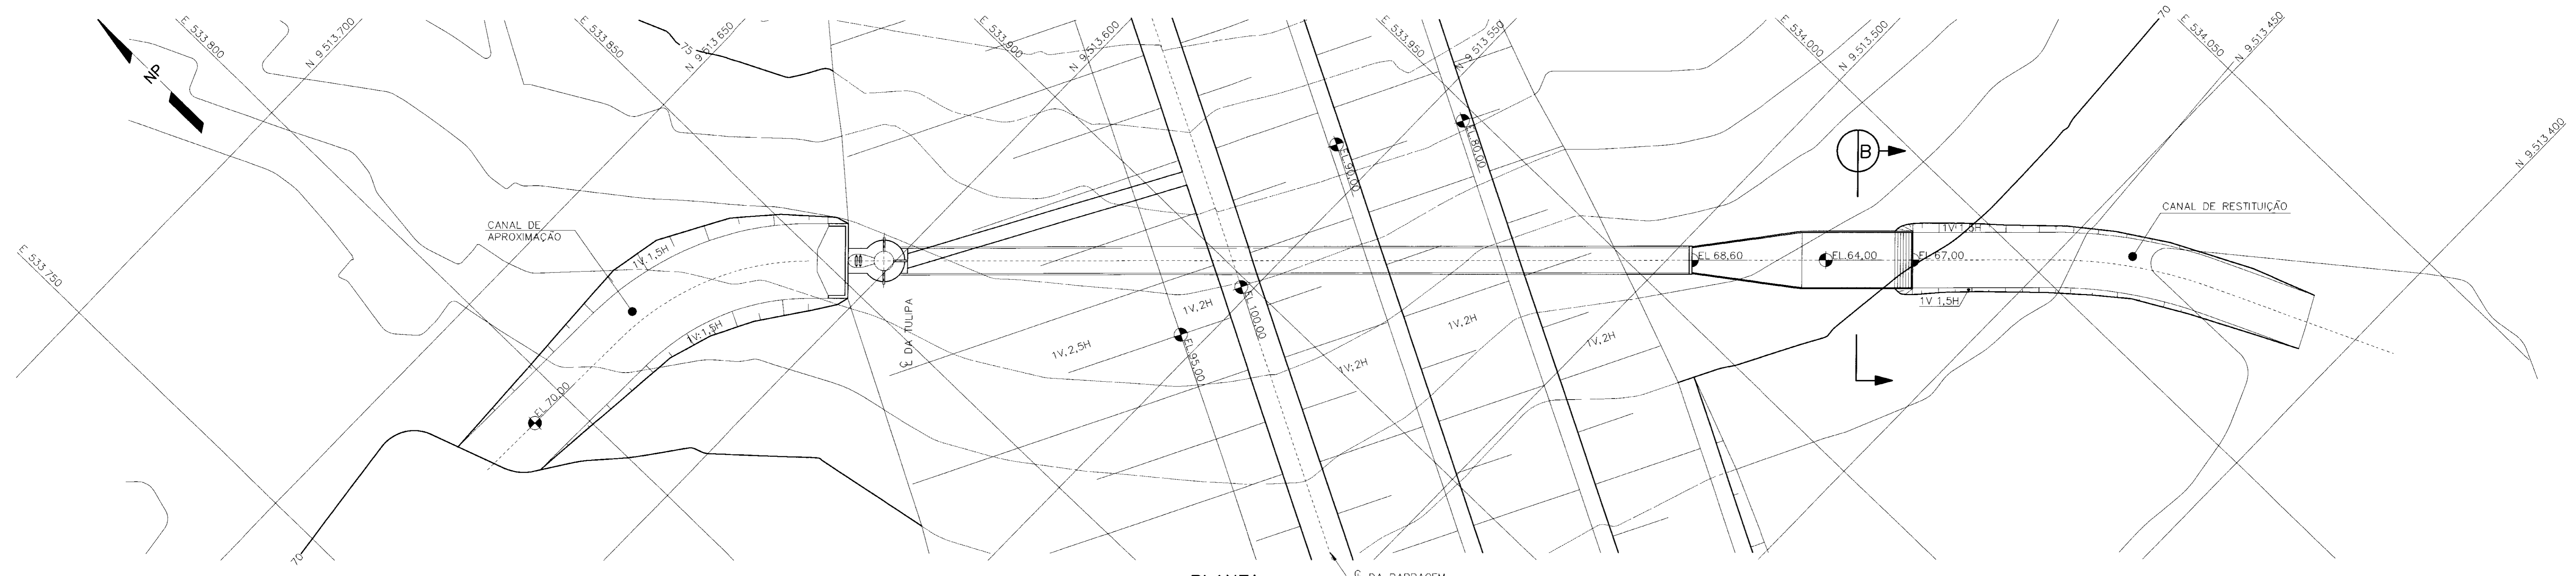 E 533.800
N 9.513.700
E 533.850
75
N 9.513.650
E 533.900
N 9.513.600
E 533.950
N 9.513.550
E 534.000
N 9.513.500
70
E 534.050
N 9.513.450
NP
N 9.513.400
EL.90,00
EL.80,00
B
CANAL DE
APROXIMAÇÃO
CANAL DE RESTITUIÇÃO
1V:1,5H
1V:1,5H
E 533.750
EL 68,60
EL.64,00
EL.67,00
1V:1,5H
1V 1,5H
℄ DA TULIPA
1V,2H
EL.100,00
1V,2H
1V,2H
1V,2,5H
EL.95,00
1V:2H
EL 70,00
70
PLANTA
℄ DA BARRAGEM